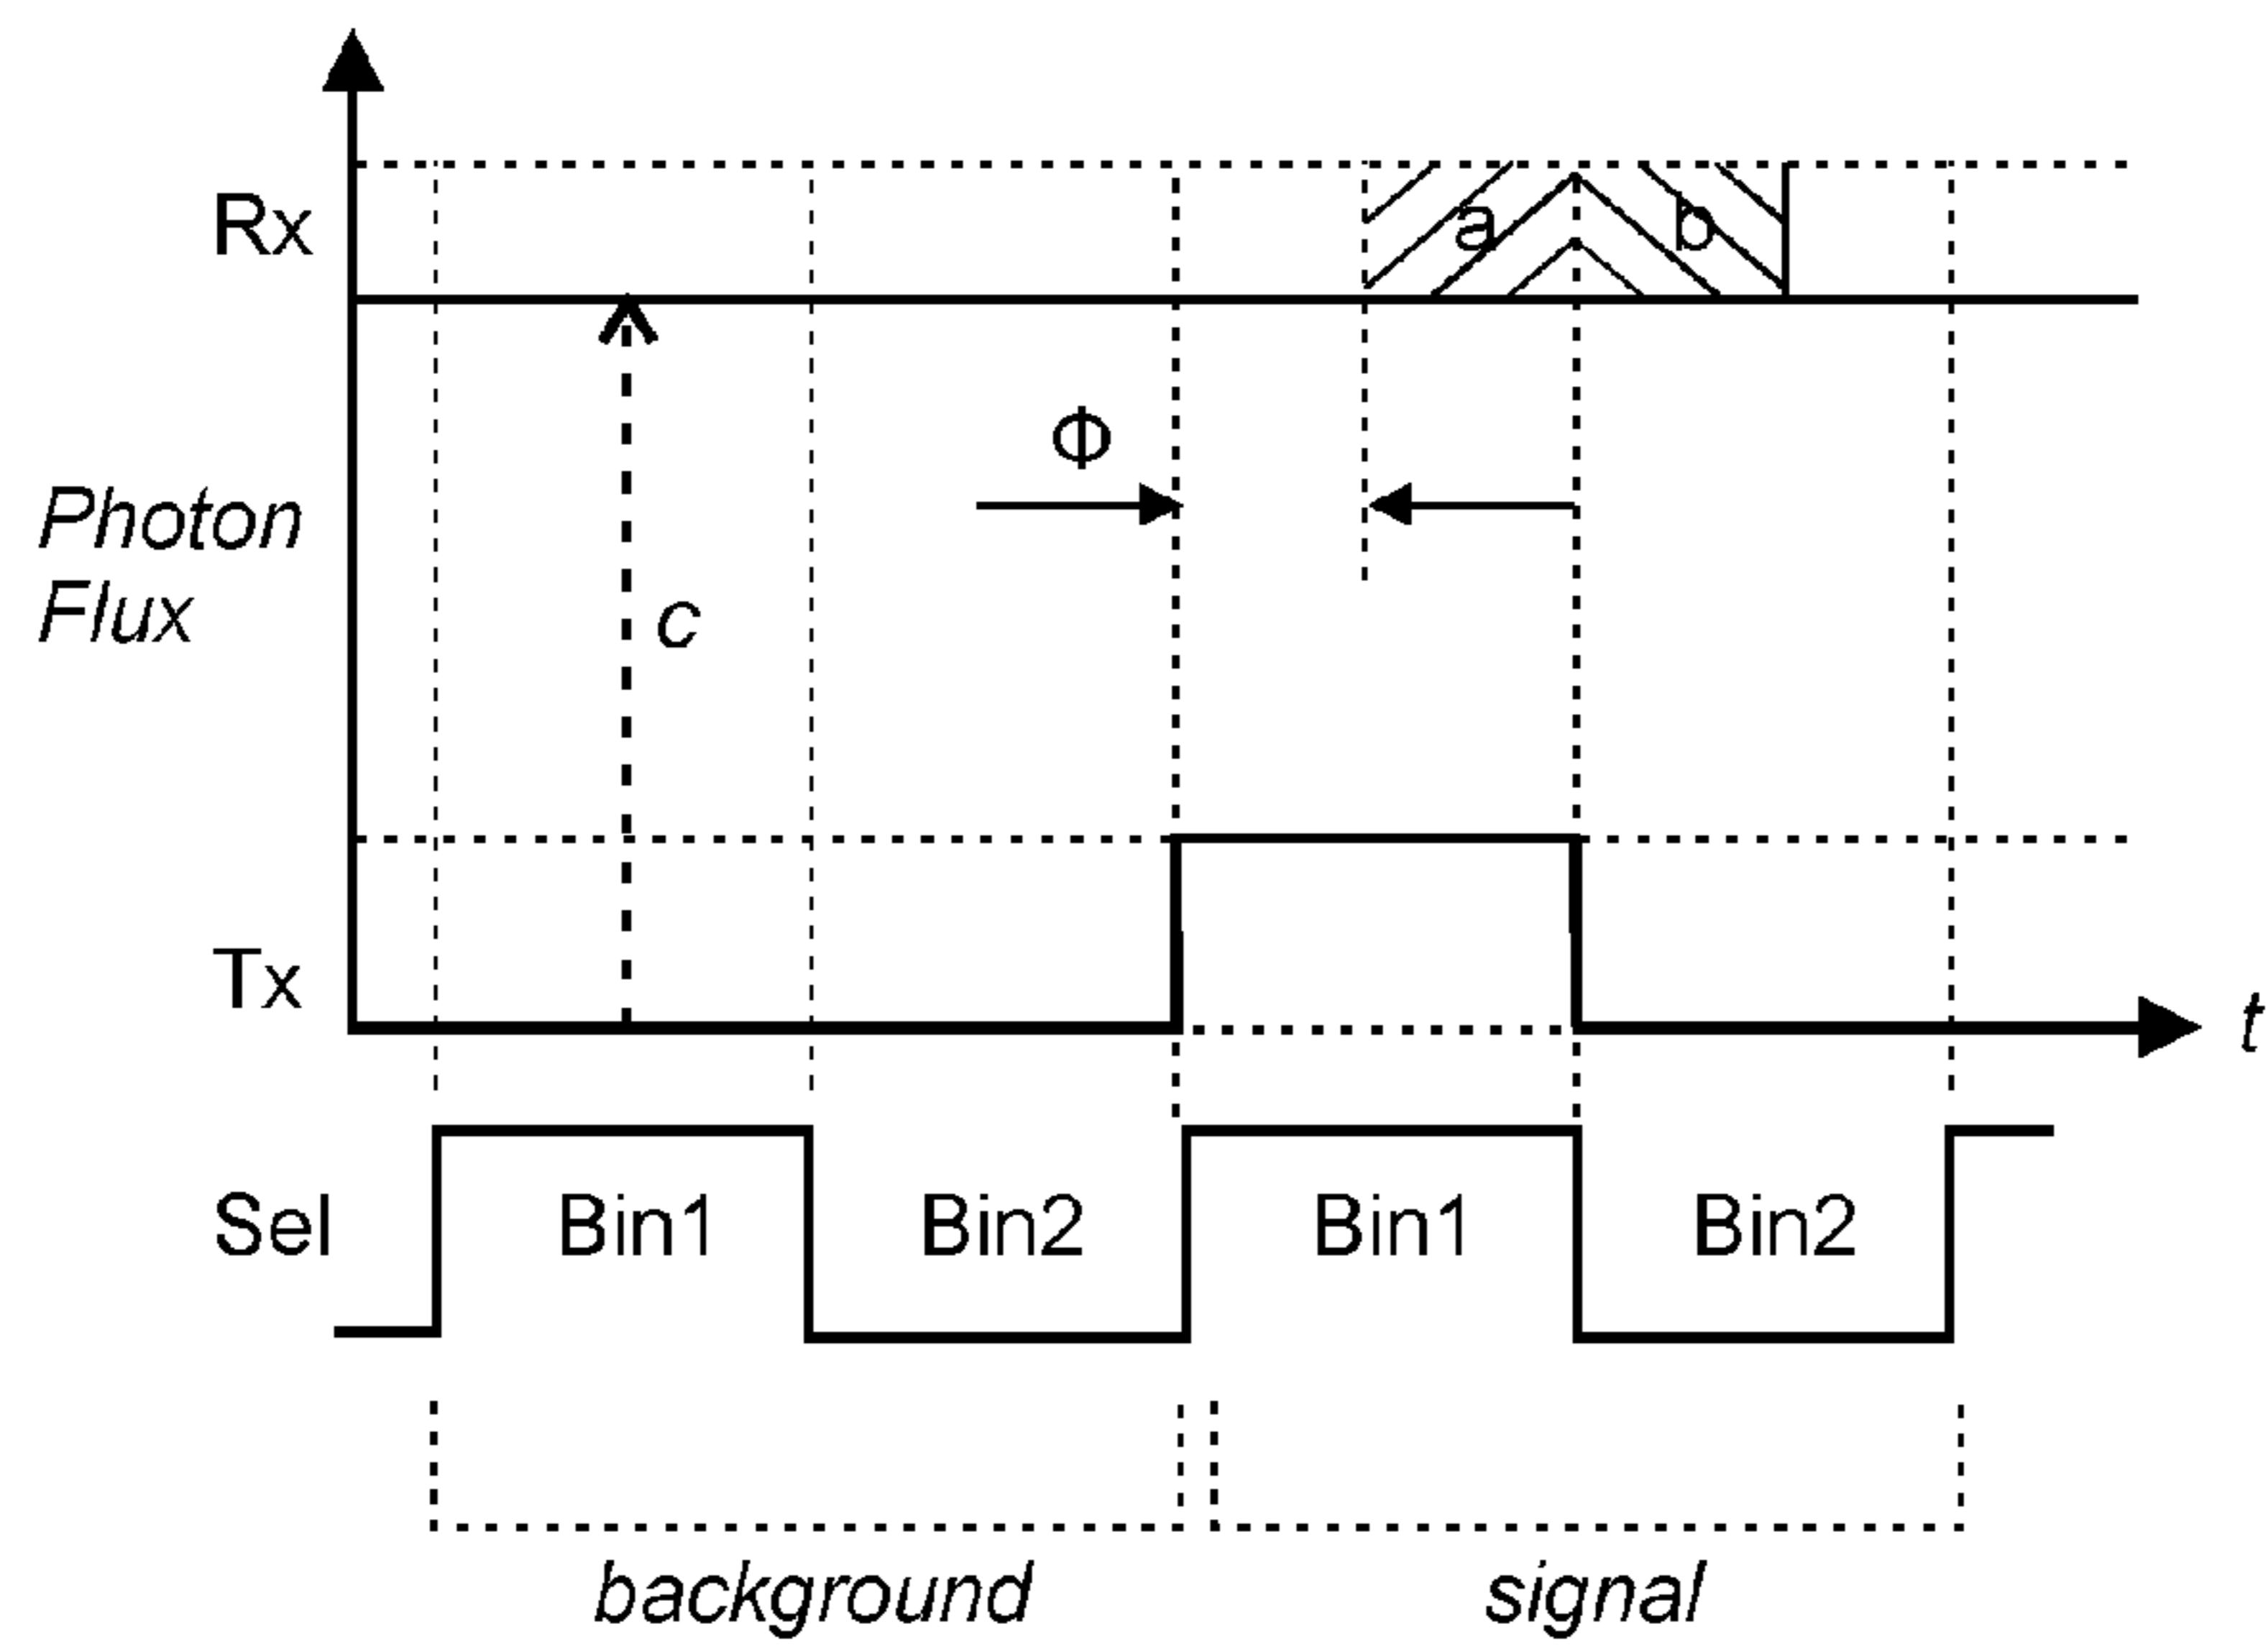 Rx
a
b
Φ
Photon
Flux
c
Tx
t
Sel
Bin1
Bin2
Bin1
Bin2
background
signal